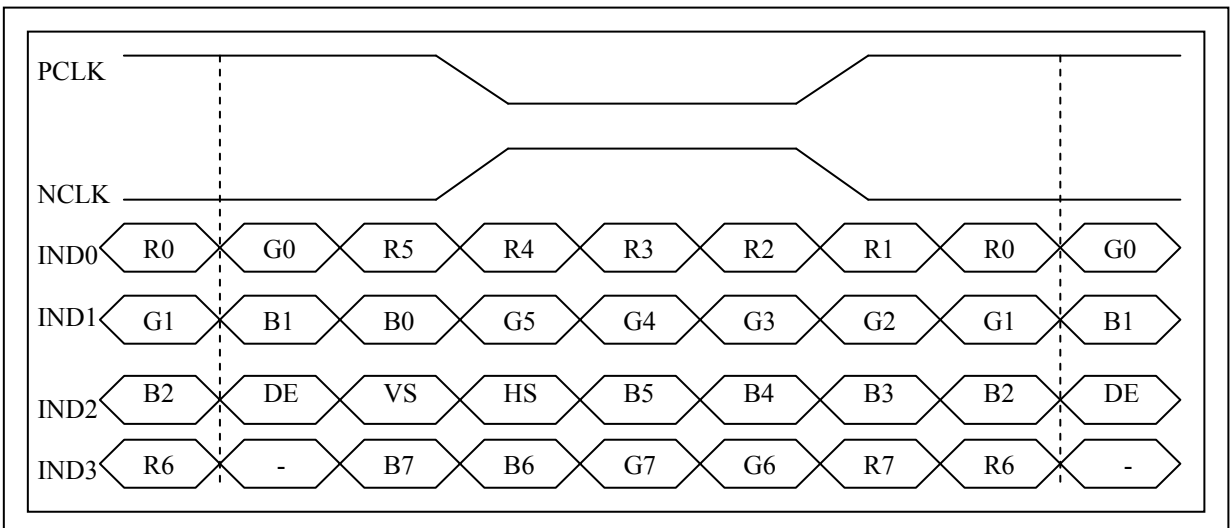 PCLK
NCLK
IND0 R0 G0 R5 R4 R3 R2 R1 R0 G0
IND1 G1 B1 B0 G5 G4 G3 G2 G1 B1
IND2 B2 DE VS HS B5 B4 B3 B2 DE
IND3 R6 - B7 B6 G7 G6 R7 R6 -